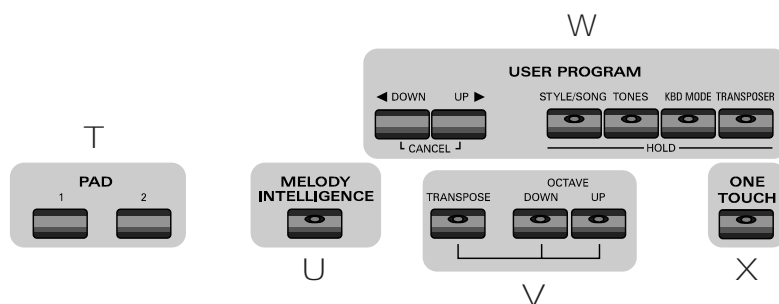 W
USER PROGRAM
◀ DOWN UP ▶
STYLE/SONG TONES KBD MODE TRANSPOSER
CANCEL
HOLD
T
PAD
1 2
MELODY
INTELLIGENCE
OCTAVE
TRANSPOSE DOWN UP
ONE
TOUCH
U
V
X